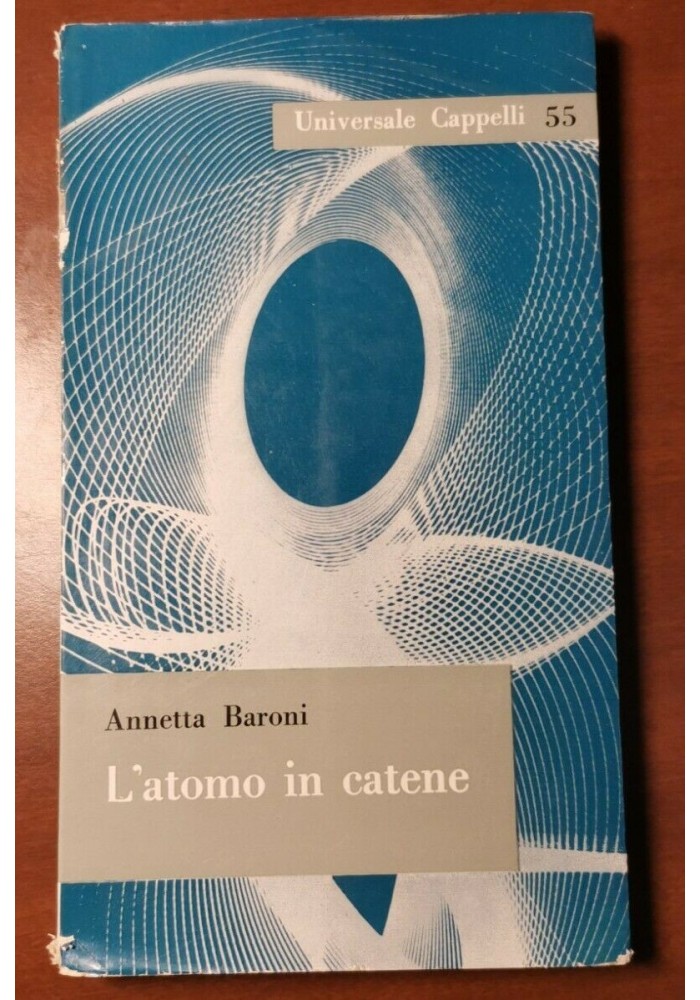 Universale Cappelli 55
Annetta Baroni
L'atomo in catene